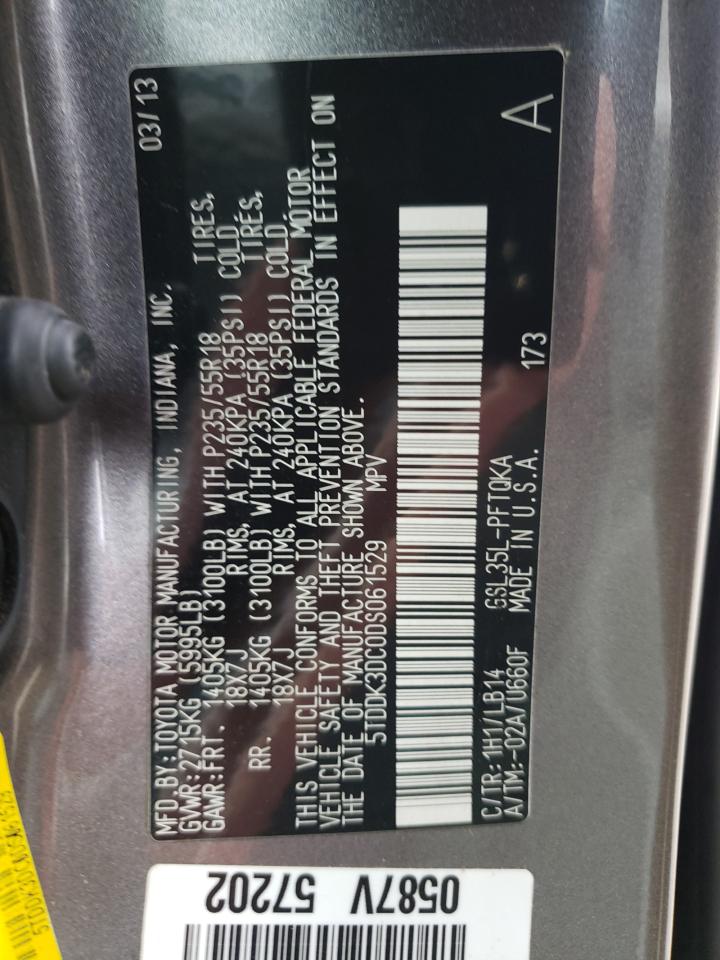 MFD.BY:TOYOTA MOTOR MANUFACTURING, INDIANA, INC. 03/13
GVWR:2715KG (5995LB)
GAWR:FRT. 1405KG (3100LB) WITH P235/55R18 TIRES,
18X7J RIMS, AT 240KPA (35PSI) COLD.
RR. 1405KG (3100LB) WITH P235/55R18 TIRES,
18X7J RIMS, AT 240KPA (35PSI) COLD.
THIS VEHICLE CONFORMS TO ALL APPLICABLE FEDERAL MOTOR
VEHICLE SAFETY AND THEFT PREVENTION STANDARDS IN EFFECT ON
THE DATE OF MANUFACTURE SHOWN ABOVE.
5TDDK3DC0DS061529 MPV
C/TR:1H1/LB14 GSL35L-PFTQKA
A/TM:-02A/U660F MADE IN U.S.A. 173 A
0587V 57202